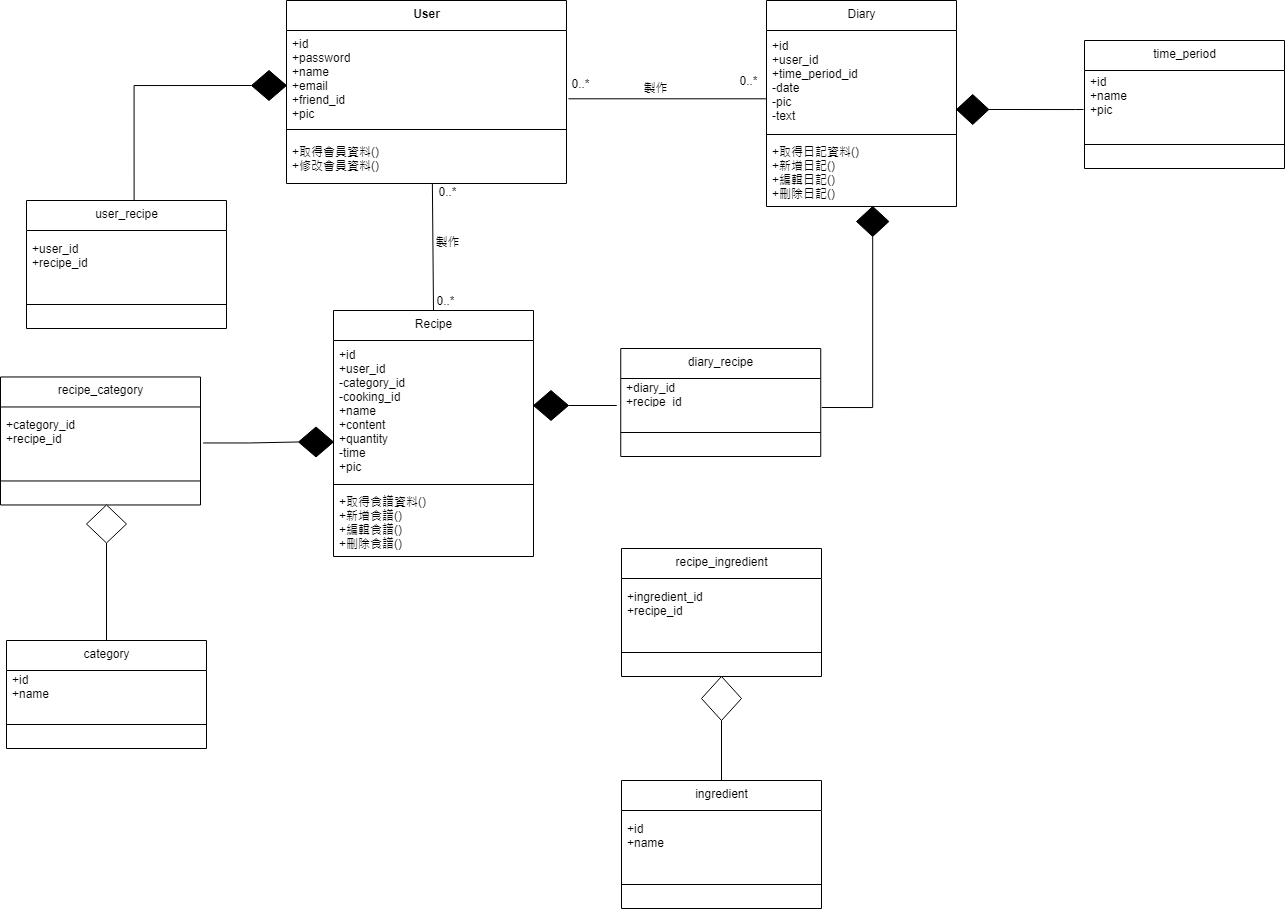 User
+id
+password
+name
+email
+friend_id
+pic
+取得會員資料()
+修改會員資料()
0..*
製作
0..*
Diary
+id
+user_id
+time_period_id
-date
-pic
-text
+取得日記資料()
+新增日記()
+編輯日記()
+刪除日記()
time_period
+id
+name
+pic
user_recipe
+user_id
+recipe_id
0..*
製作
0..*
Recipe
+id
+user_id
-category_id
-cooking_id
+name
+content
+quantity
-time
+pic
+取得食譜資料()
+新增食譜()
+編輯食譜()
+刪除食譜()
diary_recipe
+diary_id
+recipe_id
recipe_category
+category_id
+recipe_id
category
+id
+name
recipe_ingredient
+ingredient_id
+recipe_id
ingredient
+id
+name